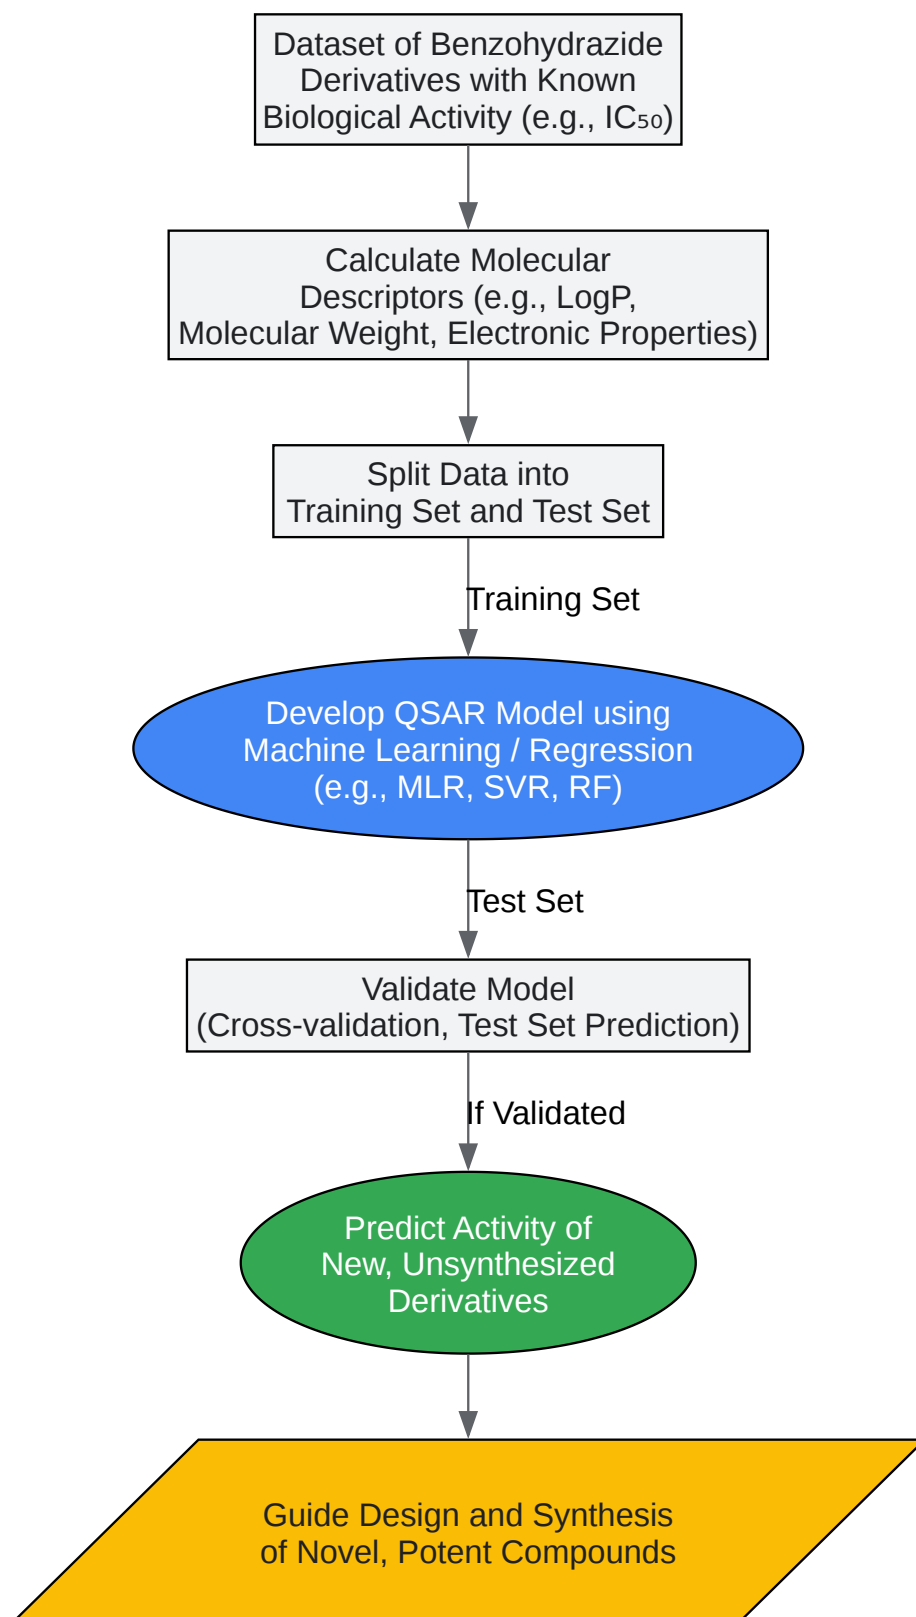 Dataset of Benzohydrazide
Derivatives with Known
Biological Activity (e.g., IC₅₀)
Calculate Molecular
Descriptors (e.g., LogP,
Molecular Weight, Electronic Properties)
Split Data into
Training Set and Test Set
Training Set
Develop QSAR Model using
Machine Learning / Regression
(e.g., MLR, SVR, RF)
Test Set
Validate Model
(Cross-validation, Test Set Prediction)
If Validated
Predict Activity of
New, Unsynthesized
Derivatives
Guide Design and Synthesis
of Novel, Potent Compounds